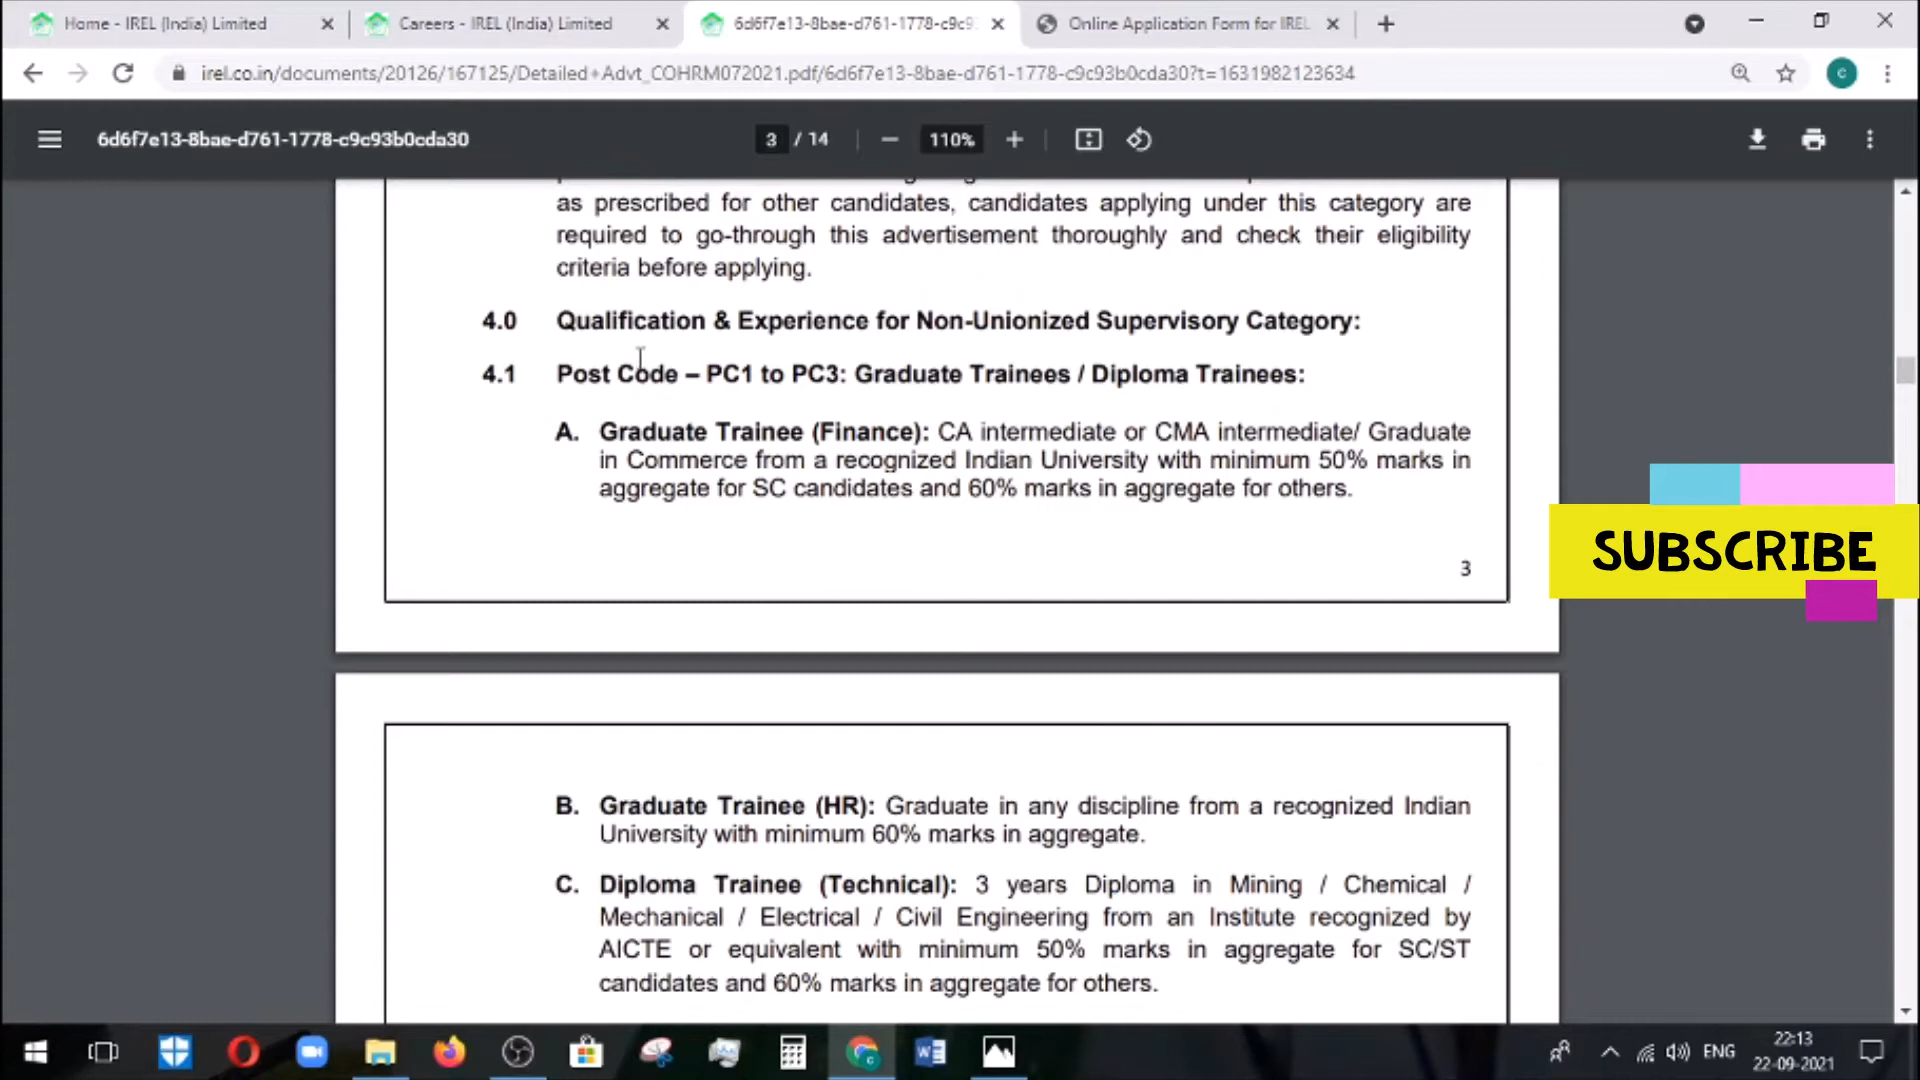 Home - IREL (India) Limited
Careers - IREL (India) Limited
6d6f7e13-8bae-d761-1778-c9c9
Online Application Form for IREL
irel.co.in/documents/20126/167125/Detailed+Advt_COHRM072021.pdf/6d6f7e13-8bae-d761-1778-c9c93b0cda30?t=1631982123634
C
6d6f7e13-8bae-d761-1778-c9c93b0cda30
3 / 14
110%
as prescribed for other candidates, candidates applying under this category are
required to go-through this advertisement thoroughly and check their eligibility
criteria before applying.
4.0 Qualification & Experience for Non-Unionized Supervisory Category:
4.1 Post Code – PC1 to PC3: Graduate Trainees / Diploma Trainees:
A. Graduate Trainee (Finance): CA intermediate or CMA intermediate/ Graduate
in Commerce from a recognized Indian University with minimum 50% marks in
aggregate for SC candidates and 60% marks in aggregate for others.
3
SUBSCRIBE
B. Graduate Trainee (HR): Graduate in any discipline from a recognized Indian
University with minimum 60% marks in aggregate.
C. Diploma Trainee (Technical): 3 years Diploma in Mining / Chemical /
Mechanical / Electrical / Civil Engineering from an Institute recognized by
AICTE or equivalent with minimum 50% marks in aggregate for SC/ST
candidates and 60% marks in aggregate for others.
ENG
22:13
22-09-2021